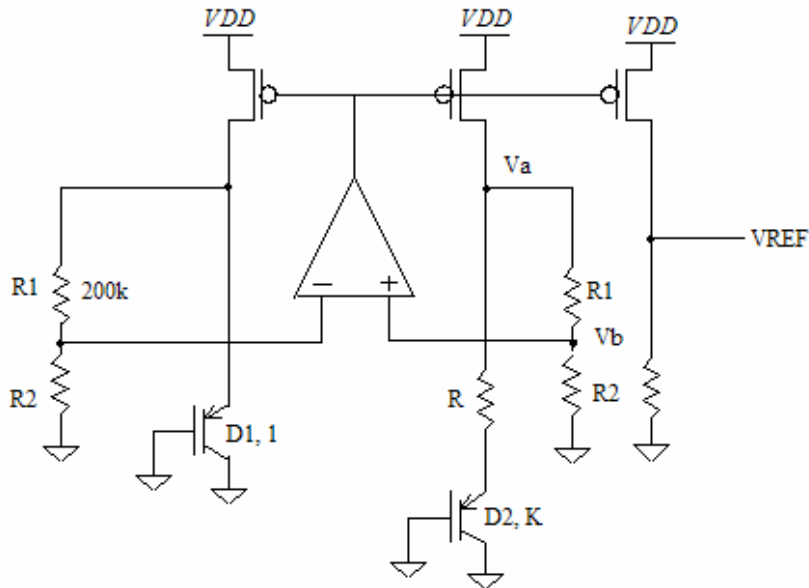 VDD
VDD
VDD
Va
VREF
R1
200k
−
+
R1
Vb
R2
R
R2
D1, 1
D2, K